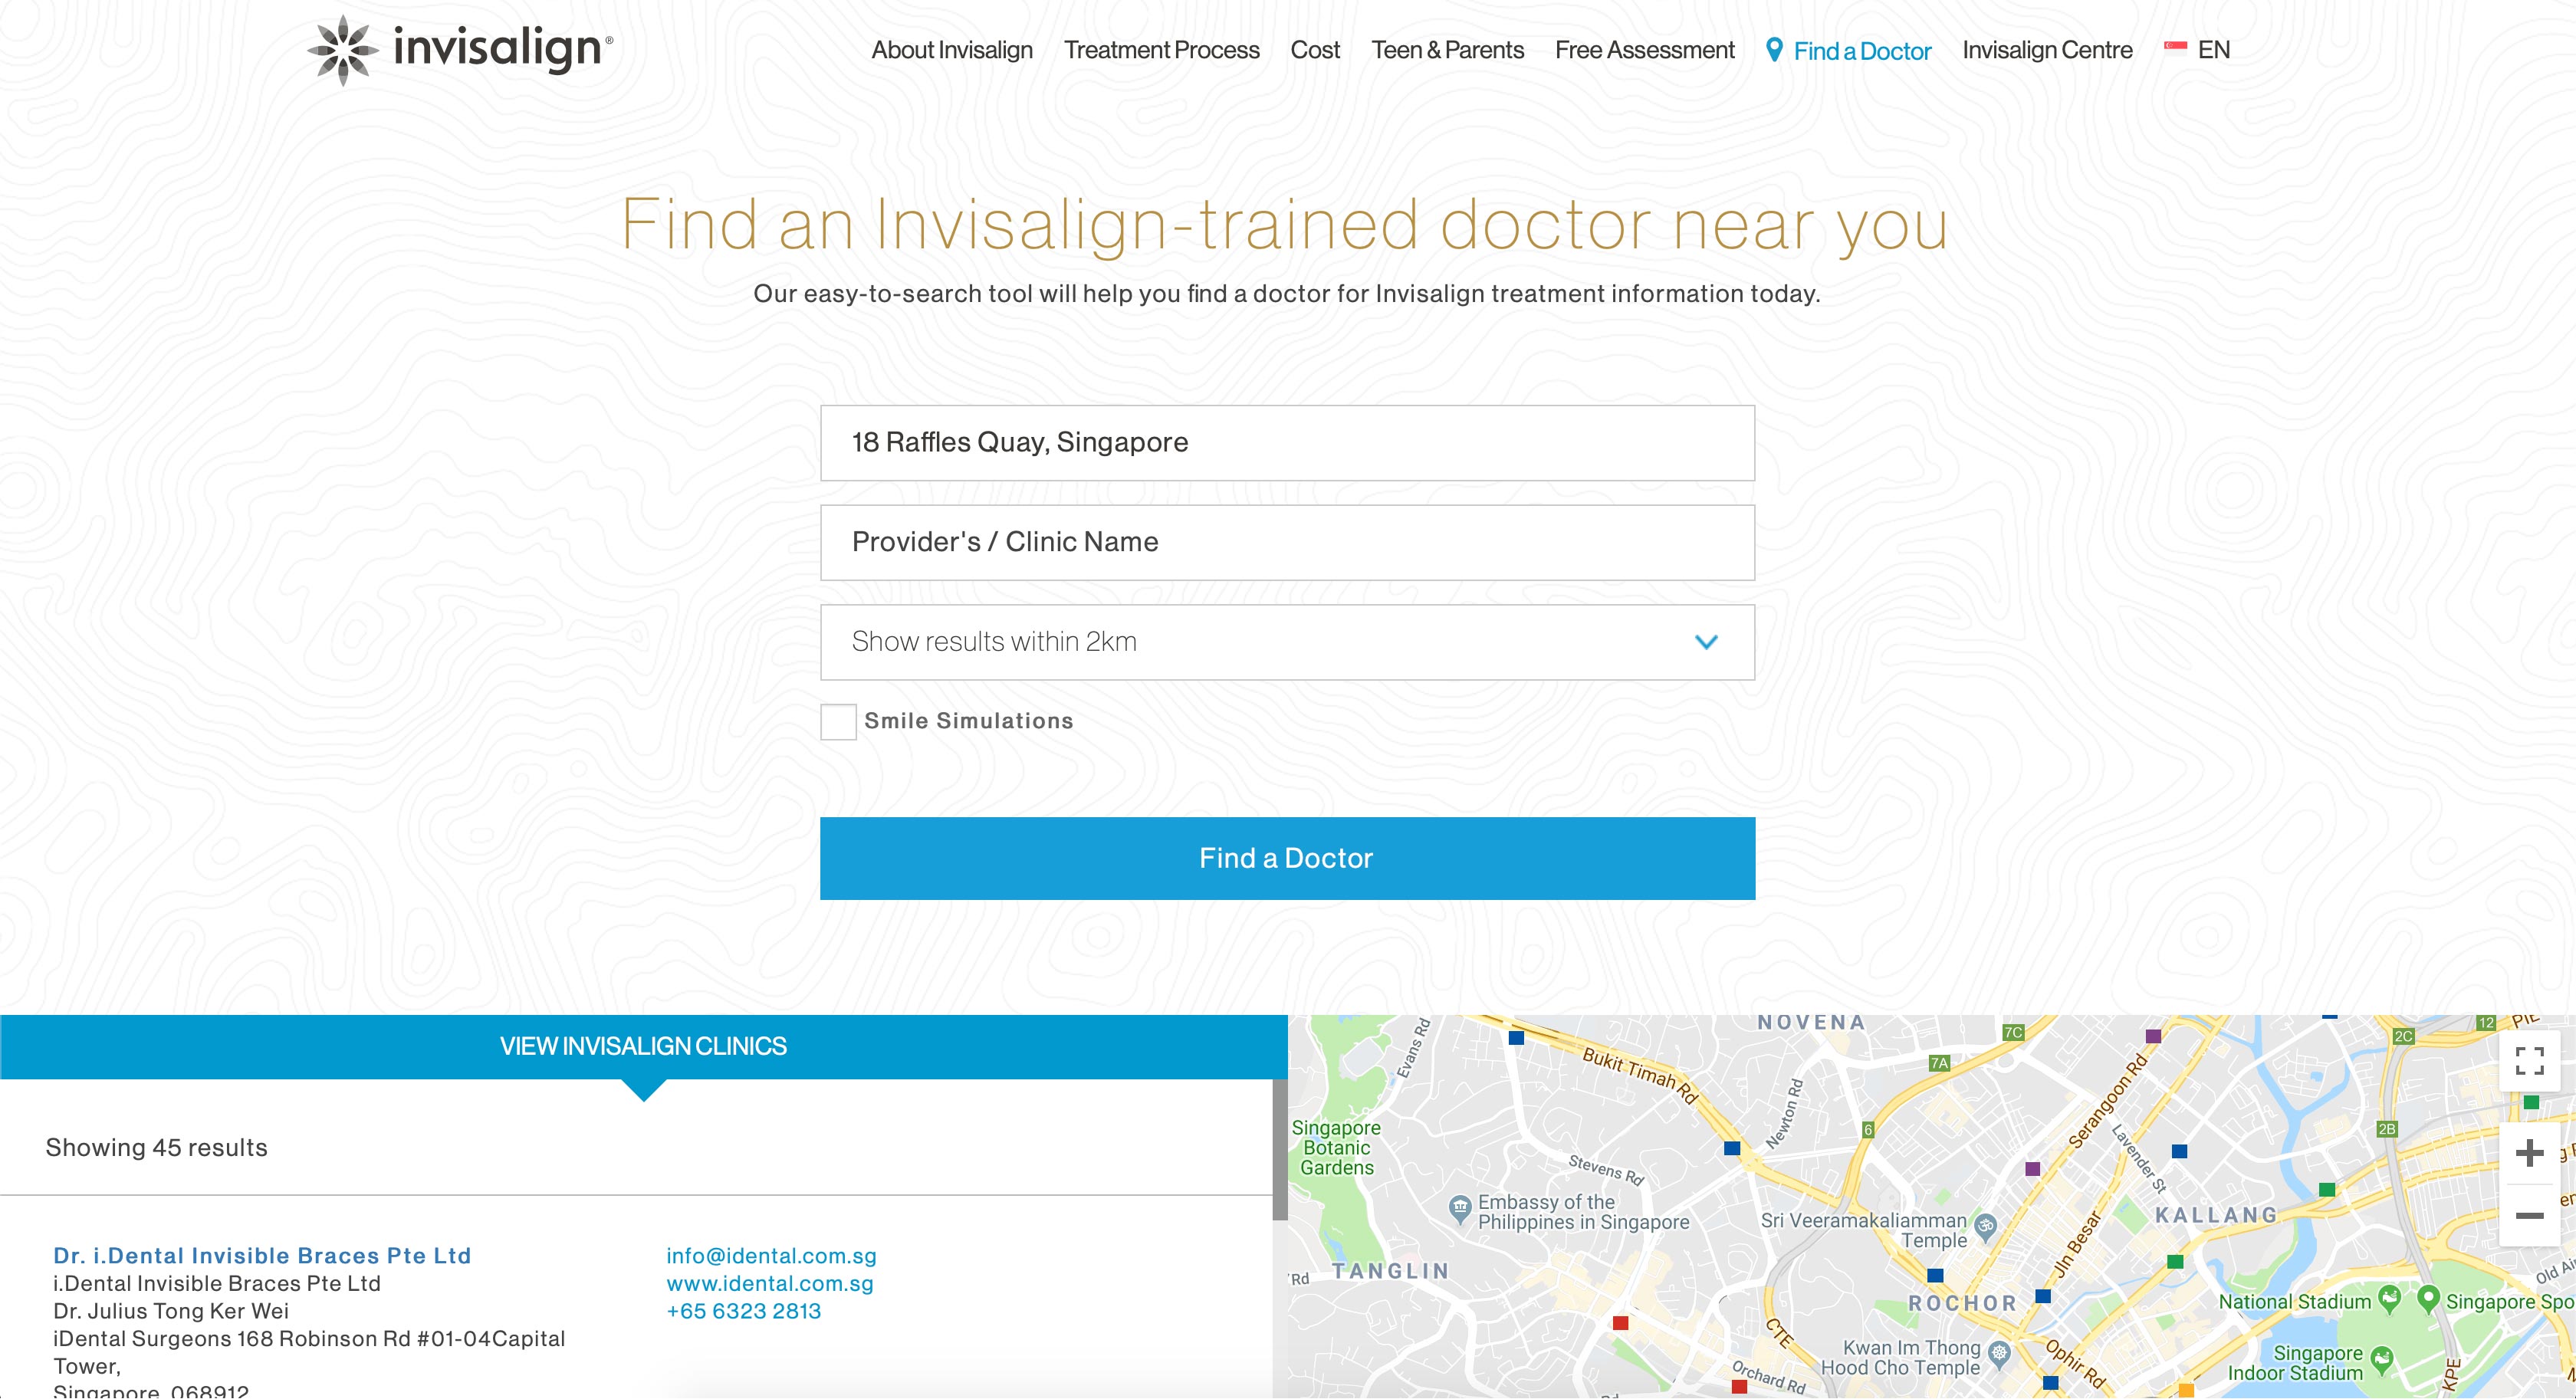 invisalign®
About Invisalign Treatment Process Cost Teen & Parents Free Assessment Find a Doctor Invisalign Centre EN
Find an Invisalign-trained doctor near you
Our easy-to-search tool will help you find a doctor for Invisalign treatment information today.
18 Raffles Quay, Singapore
Provider's / Clinic Name
Show results within 2km
Smile Simulations
Find a Doctor
VIEW INVISALIGN CLINICS
Showing 45 results
Dr. i.Dental Invisible Braces Pte Ltd
i.Dental Invisible Braces Pte Ltd
Dr. Julius Tong Ker Wei
iDental Surgeons 168 Robinson Rd #01-04Capital
Tower,
Singapore, 068912
info@idental.com.sg
www.idental.com.sg
+65 6323 2813
NOVENA
7C
12
PIE
2C
Evans Rd
Bukit Timah Rd
7A
Newton Rd
Serangoon Rd
Singapore
Botanic
Gardens
6
Lavender St
2B
Stevens Rd
Embassy of the
Philippines in Singapore
Sri Veeramakaliamman
Temple
KALLANG
Jln Besar
Rd
TANGLIN
Old
ROCHOR
National Stadium
Singapore
CTE
Kwan Im Thong
Hood Cho Temple
Ophir Rd
Singapore
Indoor Stadium
Orchard Rd
KPE